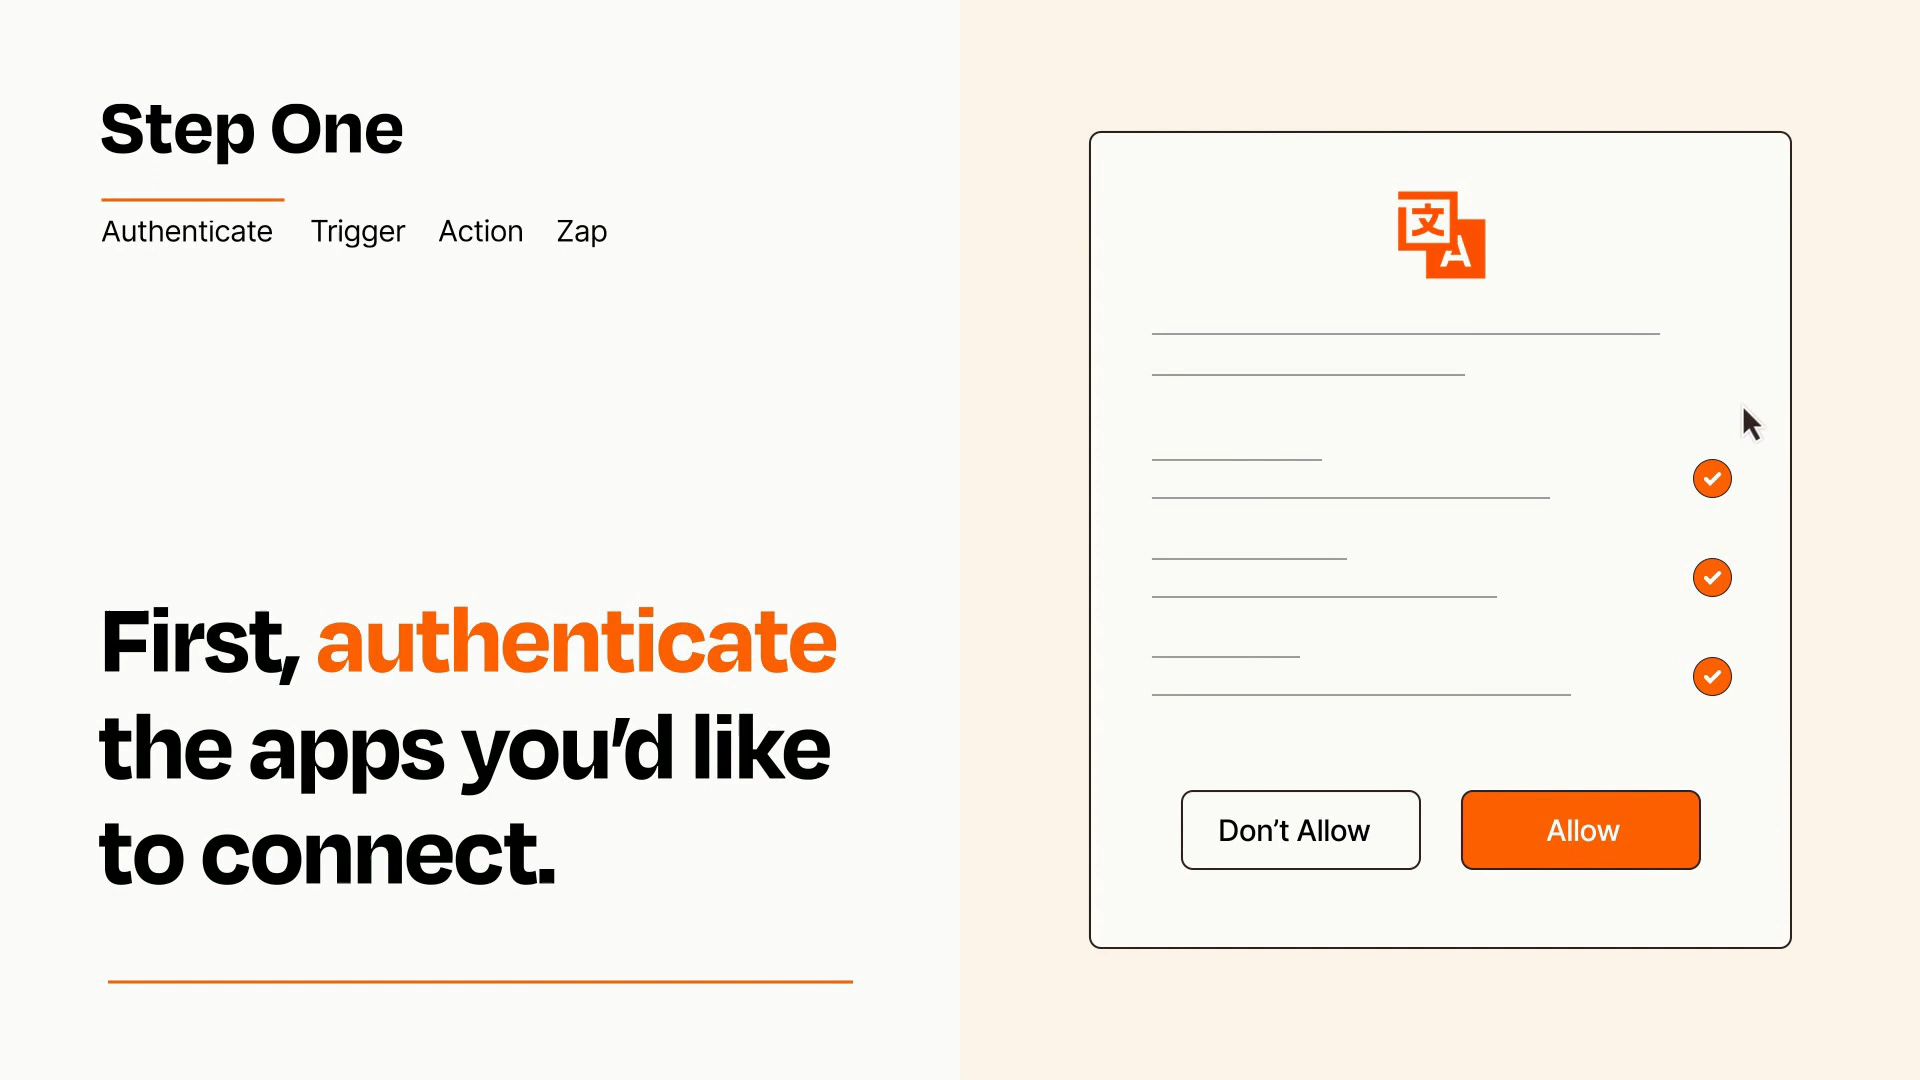 Step One
Authenticate Trigger Action Zap
First, authenticate
the apps you’d like
to connect.
文
A
Don’t Allow
Allow